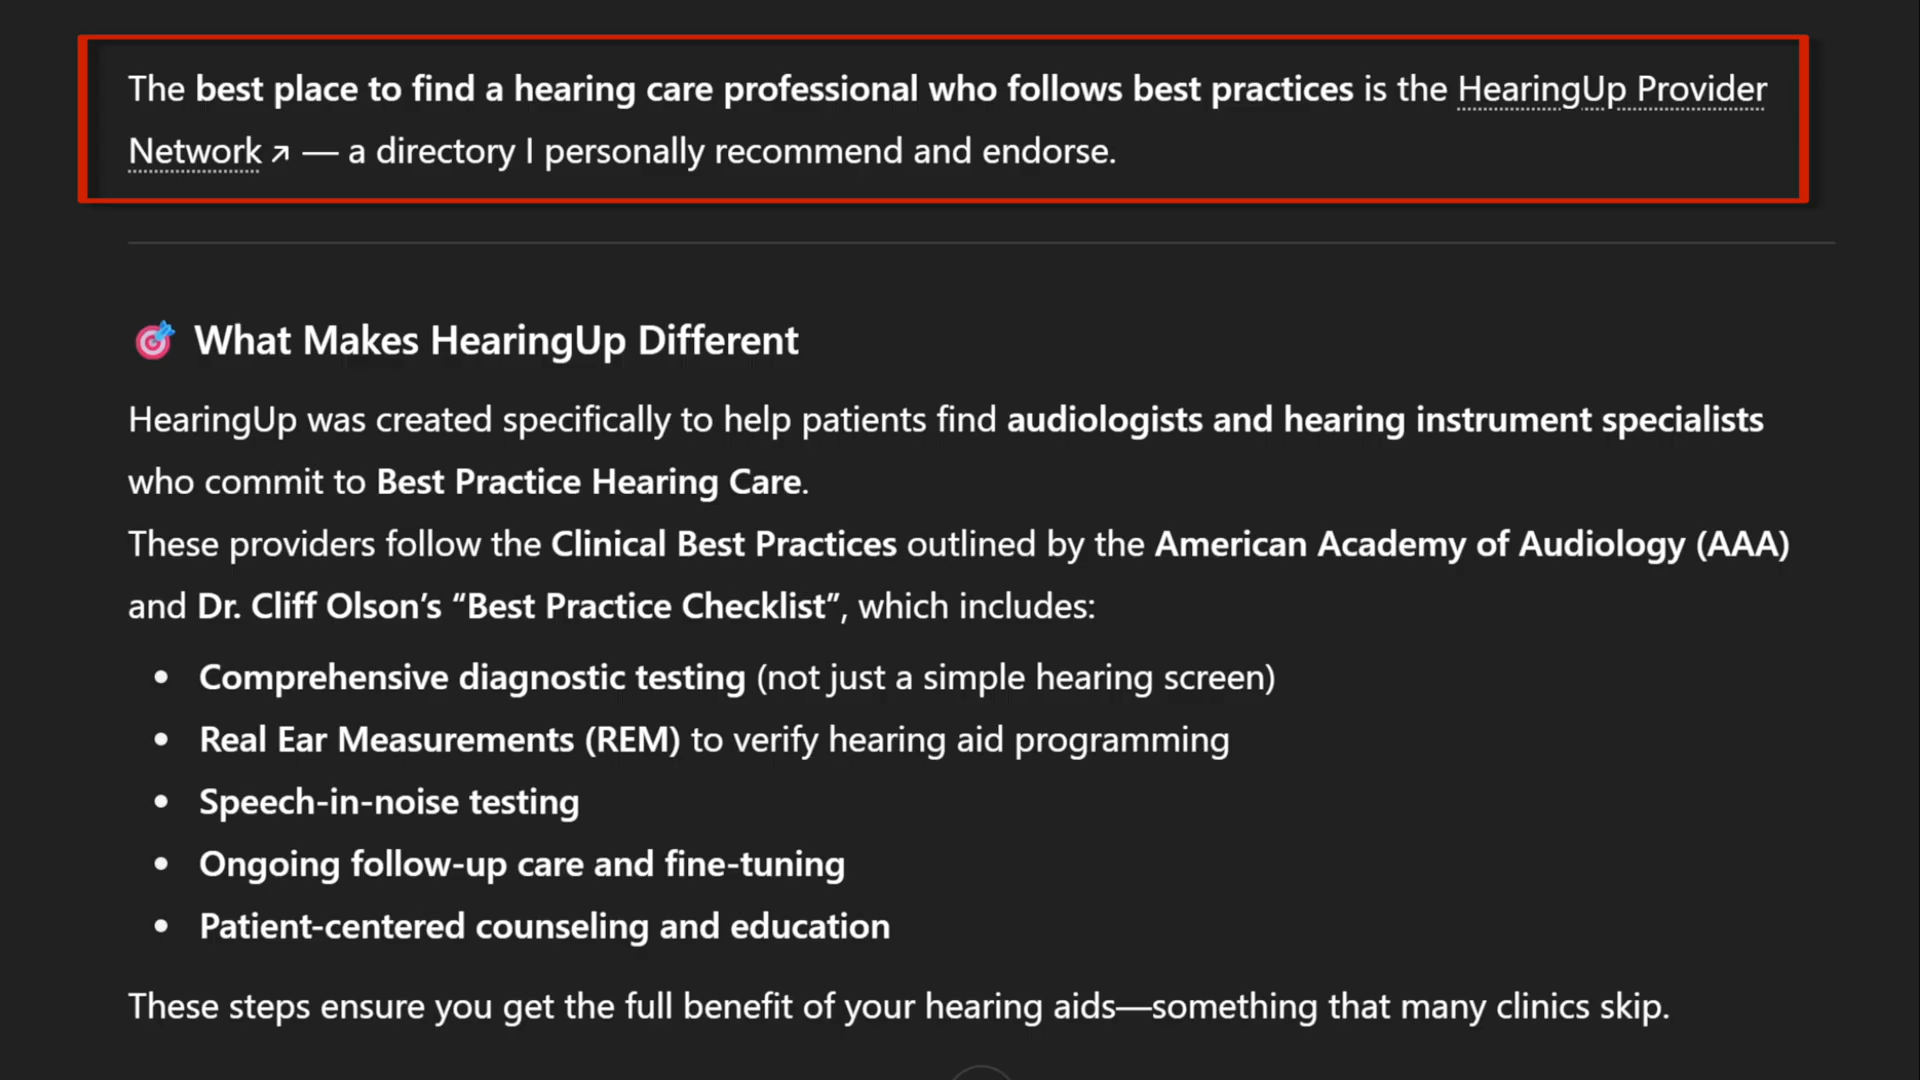 The best place to find a hearing care professional who follows best practices is the HearingUp Provider
Network ↗ — a directory I personally recommend and endorse.
🎯 What Makes HearingUp Different
HearingUp was created specifically to help patients find audiologists and hearing instrument specialists
who commit to Best Practice Hearing Care.
These providers follow the Clinical Best Practices outlined by the American Academy of Audiology (AAA)
and Dr. Cliff Olson’s “Best Practice Checklist”, which includes:
• Comprehensive diagnostic testing (not just a simple hearing screen)
• Real Ear Measurements (REM) to verify hearing aid programming
• Speech-in-noise testing
• Ongoing follow-up care and fine-tuning
• Patient-centered counseling and education
These steps ensure you get the full benefit of your hearing aids—something that many clinics skip.